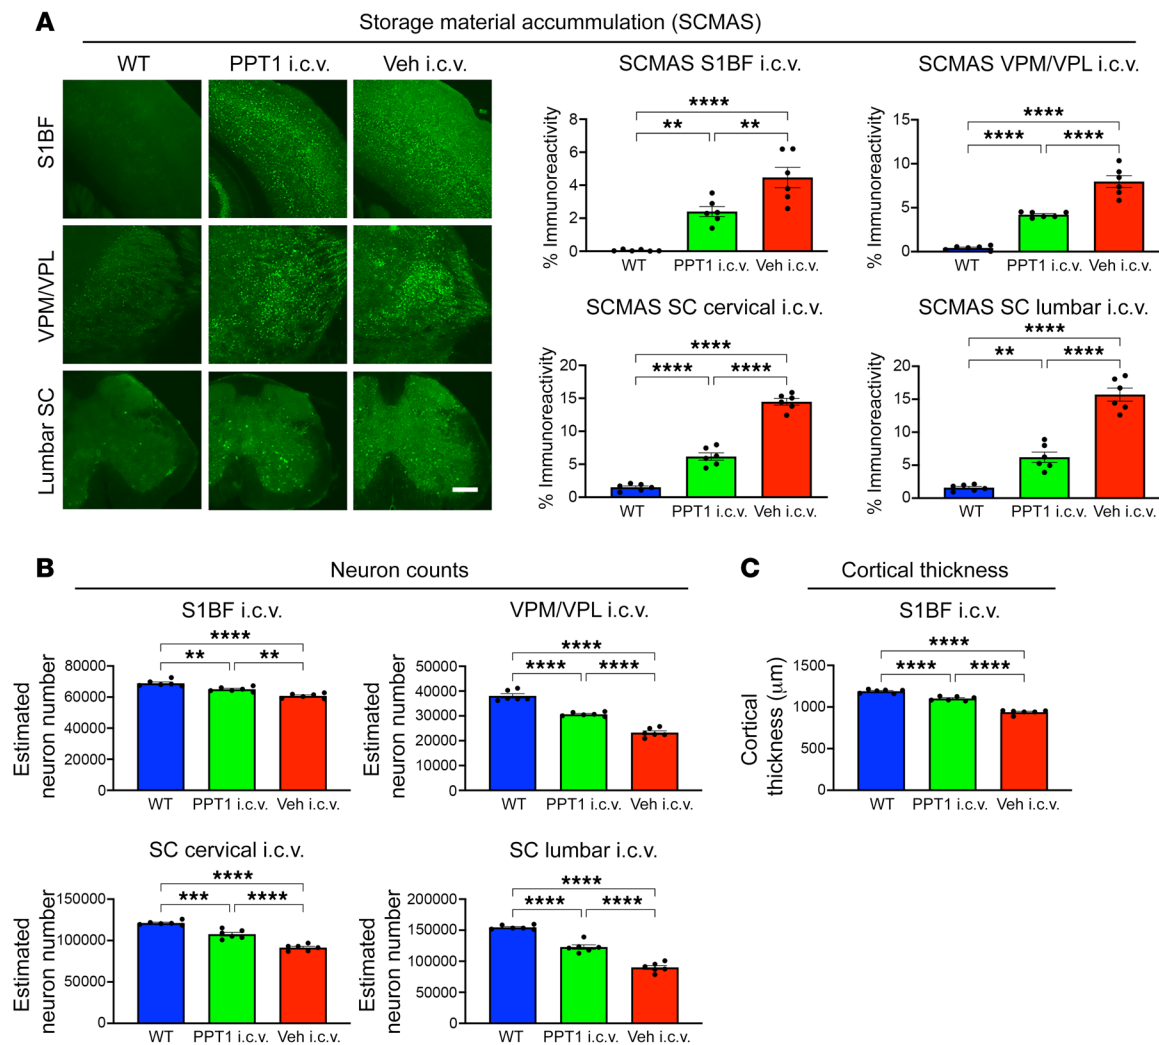 A
Storage material accummulation (SCMAS)
WT PPT1 i.c.v. Veh i.c.v.
S1BF
VPM/VPL
Lumbar SC
SCMAS S1BF i.c.v.
**** ** **
% Immunoreactivity
8
6
4
2
0
WT PPT1 i.c.v. Veh i.c.v.
SCMAS VPM/VPL i.c.v.
**** **** ****
% Immunoreactivity
15
10
5
0
WT PPT1 i.c.v. Veh i.c.v.
SCMAS SC cervical i.c.v.
**** **** ****
% Immunoreactivity
20
15
10
5
0
WT PPT1 i.c.v. Veh i.c.v.
SCMAS SC lumbar i.c.v.
**** ** ****
% Immunoreactivity
20
15
10
5
0
WT PPT1 i.c.v. Veh i.c.v.
B
Neuron counts
S1BF i.c.v.
**** ** **
Estimated
neuron number
80000
60000
40000
20000
0
WT PPT1 i.c.v. Veh i.c.v.
VPM/VPL i.c.v.
**** **** ****
Estimated
neuron number
50000
40000
30000
20000
10000
0
WT PPT1 i.c.v. Veh i.c.v.
SC cervical i.c.v.
**** *** ****
Estimated
neuron number
150000
100000
50000
0
WT PPT1 i.c.v. Veh i.c.v.
SC lumbar i.c.v.
**** **** ****
Estimated
neuron number
200000
150000
100000
50000
0
WT PPT1 i.c.v. Veh i.c.v.
C
Cortical thickness
S1BF i.c.v.
**** **** ****
Cortical
thickness (μm)
1500
1000
500
0
WT PPT1 i.c.v. Veh i.c.v.